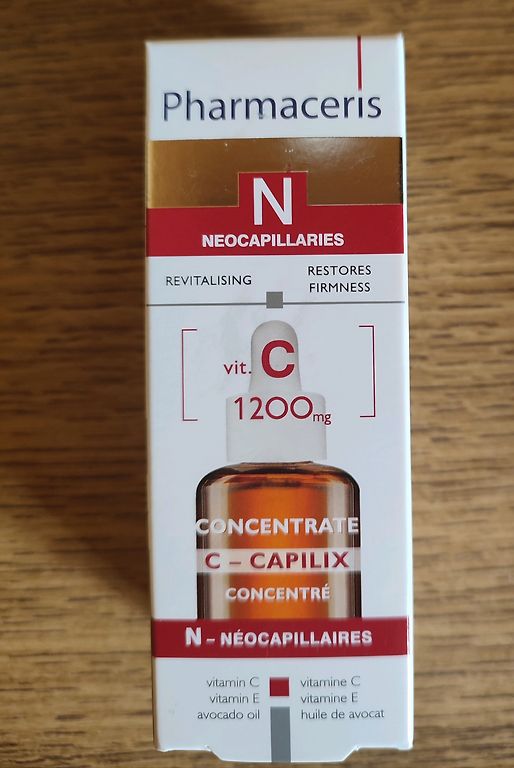 Pharmaceris
N
NEOCAPILLARIES
REVITALISING
RESTORES
FIRMNESS
vit. C
1200mg
CONCENTRATE
C – CAPILIX
CONCENTRÉ
N – NÉOCAPILLAIRES
vitamin C
vitamin E
avocado oil
vitamine C
vitamine E
huile de avocat